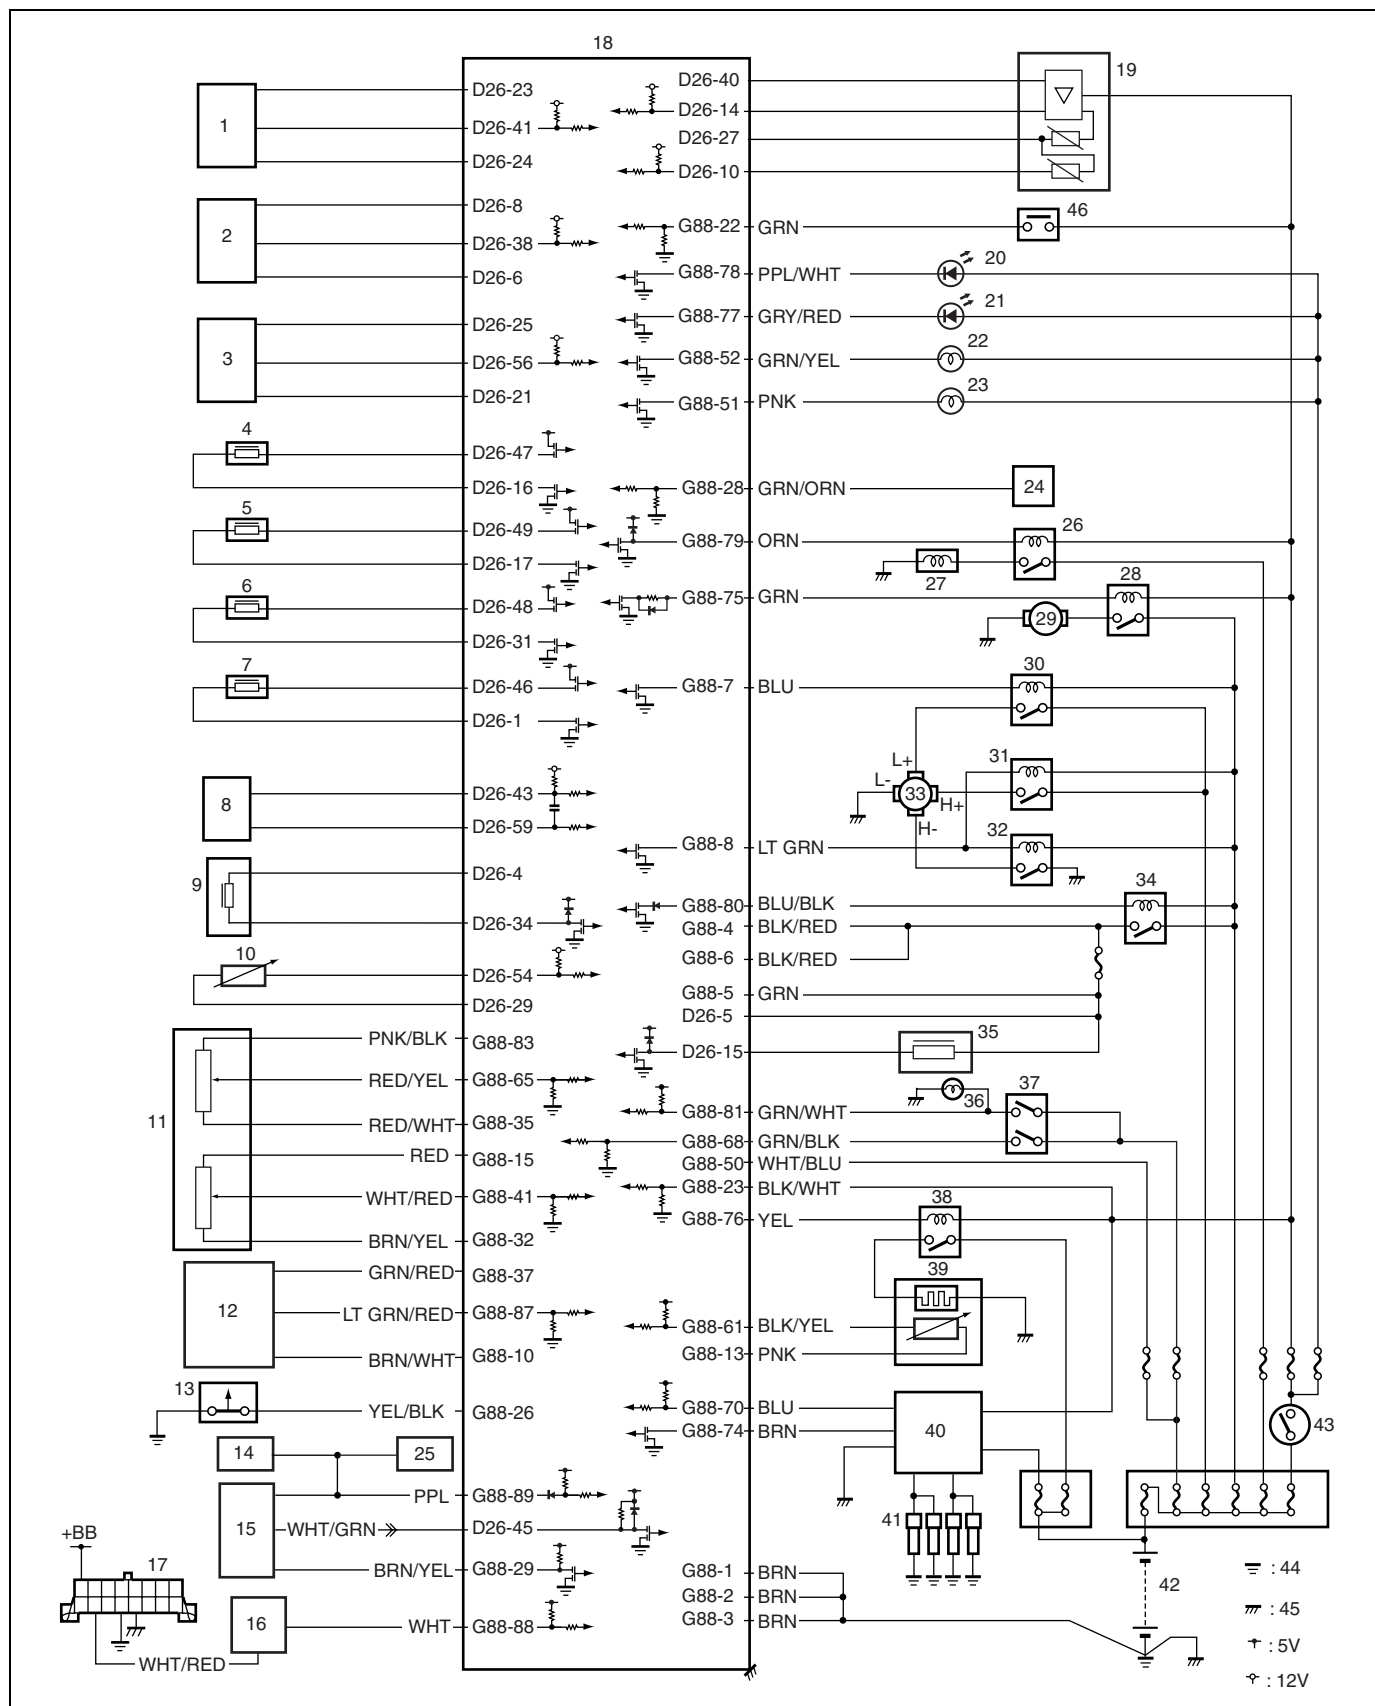 18
1
D26-23
D26-41
D26-24
2
D26-8
D26-38
D26-6
3
D26-25
D26-56
D26-21
4
D26-47
D26-16
5
D26-49
D26-17
6
D26-48
D26-31
7
D26-46
D26-1
8
D26-43
D26-59
9
D26-4
D26-34
10
D26-54
D26-29
11
PNK/BLK G88-83
RED/YEL G88-65
RED/WHT G88-35
RED G88-15
WHT/RED G88-41
BRN/YEL G88-32
12
GRN/RED G88-37
LT GRN/RED G88-87
BRN/WHT G88-10
13
YEL/BLK G88-26
14
25
15
PPL G88-89
WHT/GRN D26-45
BRN/YEL G88-29
+BB
17
16
WHT G88-88
WHT/RED
D26-40
D26-14
D26-27
D26-10
19
G88-22 GRN
46
G88-78 PPL/WHT
20
G88-77 GRY/RED
21
G88-52 GRN/YEL
22
G88-51 PNK
23
G88-28 GRN/ORN
24
G88-79 ORN
26
27
G88-75 GRN
28
29
G88-7 BLU
30
L+
L-
33
H+
H-
31
G88-8 LT GRN
32
G88-80 BLU/BLK
34
G88-4 BLK/RED
G88-6 BLK/RED
G88-5 GRN
D26-5
D26-15
35
36
37
G88-81 GRN/WHT
G88-68 GRN/BLK
G88-50 WHT/BLU
G88-23 BLK/WHT
G88-76 YEL
38
39
G88-61 BLK/YEL
G88-13 PNK
G88-70 BLU
G88-74 BRN
40
41
43
G88-1 BRN
G88-2 BRN
G88-3 BRN
42
: 44
: 45
: 5V
: 12V